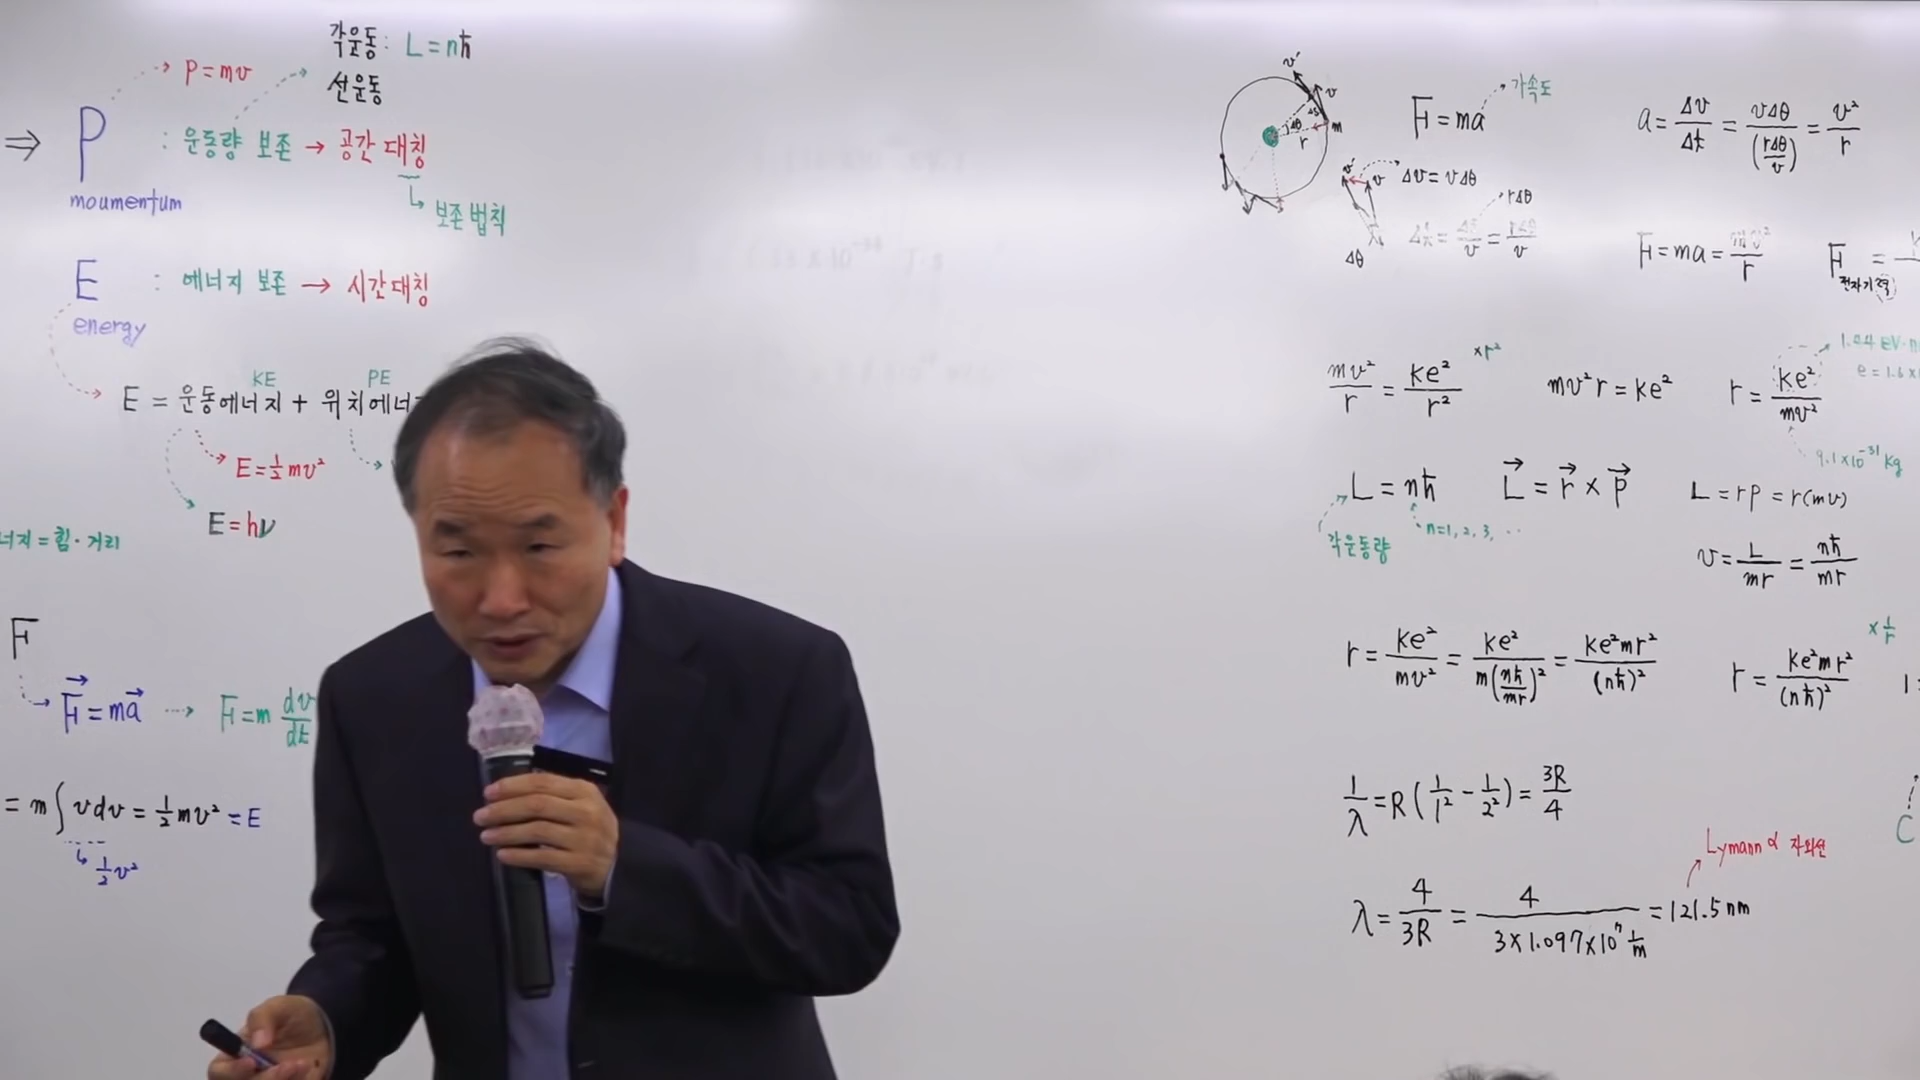 각운동: L = nħ
p = mv
선운동
⇒ P : 운동량 보존 → 공간 대칭
moumentum
보존법칙
E : 에너지 보존 → 시간대칭
energy
KE PE
E = 운동에너지 + 위치에너
E = ½mv²
E = hν
너지 = 힘 · 거리
F
F⃗ = ma⃗ ⇢ F = m dv/dt
= m∫vdv = ½mv² = E
½v²
v' v Δs Δθ r m
F = ma
가속도
a = Δv/Δt = vΔθ/(rΔθ/v) = v²/r
v' v Δv = vΔθ
rΔθ
Δt = Δs/v = rΔθ/v
Δθ
F = ma = mv²/r
F전자기력 =
mv²/r = ke²/r² ×r²
mv²r = ke²
r = ke²/mv²
1.44 eV·n
e = 1.6×
9.1×10⁻³¹ kg
L = nħ
L⃗ = r⃗ × p⃗
L = rp = r(mv)
각운동량
n=1, 2, 3, ··
v = L/mr = nħ/mr
r = ke²/mv² = ke²/m(nħ/mr)² = ke²mr²/(nħ)²
r = ke²mr²/(nħ)² ×1/r
1 =
1/λ = R(1/1² - 1/2²) = 3R/4
C
Lymann α 자외선
λ = 4/3R = 4/(3×1.097×10⁷ 1/m) = 121.5 nm